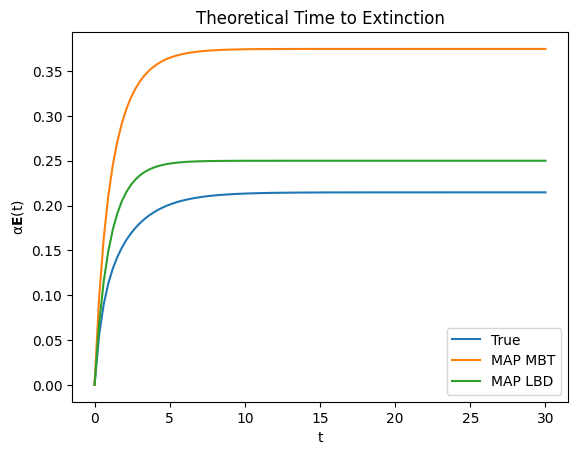 Theoretical Time to Extinction
α𝐄(t)
0.35
0.30
0.25
0.20
0.15
0.10
0.05
0.00
0 5 10 15 20 25 30
t
True
MAP MBT
MAP LBD